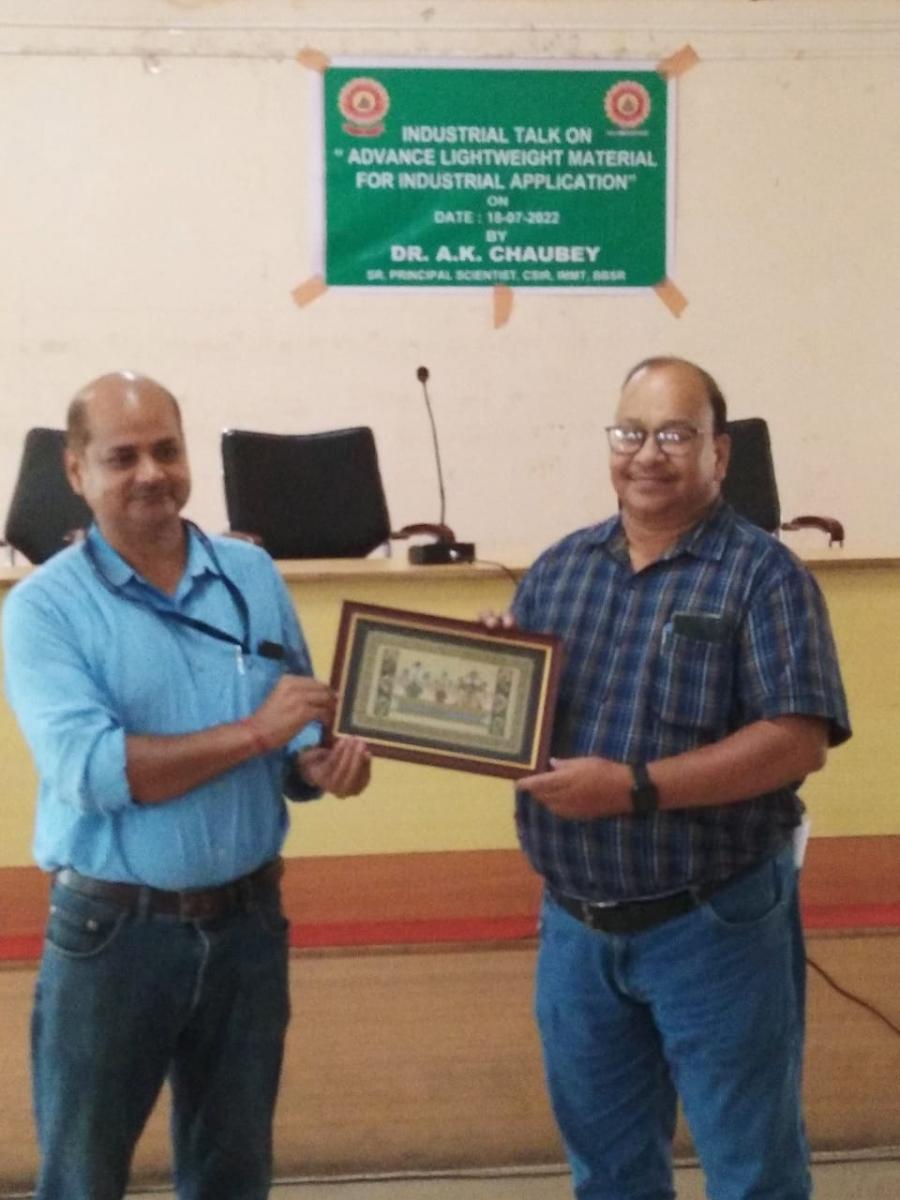 INDUSTRIAL TALK ON
" ADVANCE LIGHTWEIGHT MATERIAL
FOR INDUSTRIAL APPLICATION"
ON
DATE : 18-07-2022
BY
DR. A.K. CHAUBEY
SR. PRINCIPAL SCIENTIST, CSIR, IMMT, BBSR